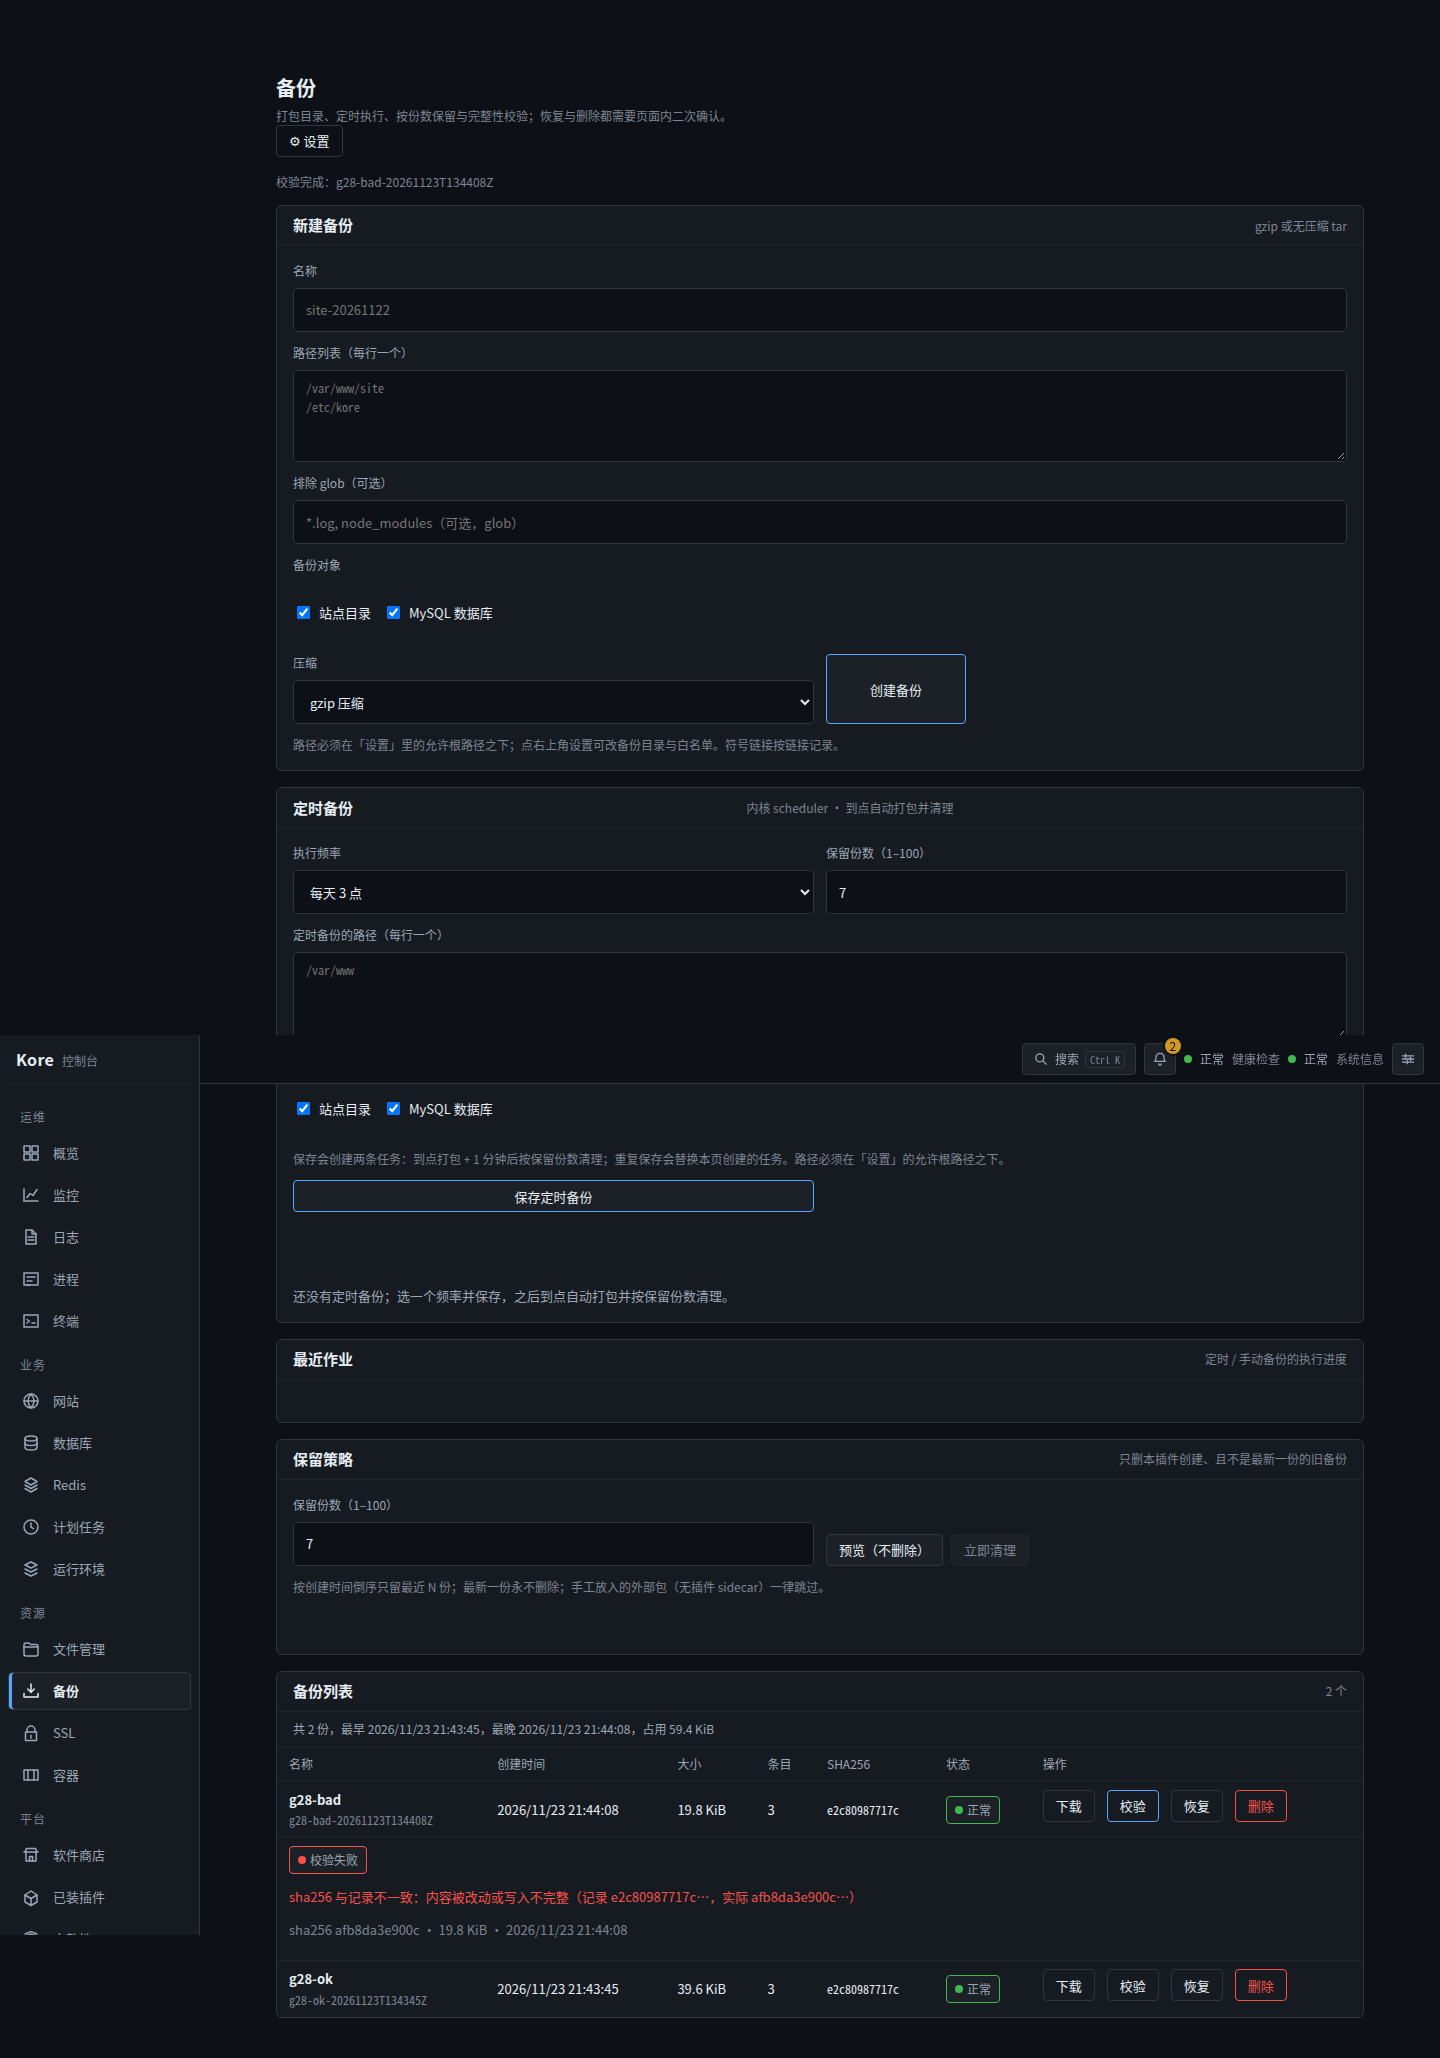 备份
打包目录、定时执行、按份数保留与完整性校验；恢复与删除都需要页面内二次确认。
⚙ 设置
校验完成：g28-bad-20261123T134408Z
新建备份
gzip 或无压缩 tar
名称
site-20261122
路径列表（每行一个）
/var/www/site
/etc/kore
排除 glob（可选）
*.log, node_modules（可选，glob）
备份对象
站点目录 MySQL 数据库
压缩
gzip 压缩
创建备份
路径必须在「设置」里的允许根路径之下；点右上角设置可改备份目录与白名单。符号链接按链接记录。
定时备份
内核 scheduler · 到点自动打包并清理
执行频率
保留份数（1–100）
每天 3 点
7
定时备份的路径（每行一个）
/var/www
Kore 控制台
搜索 Ctrl K
2
正常 健康检查 正常 系统信息
运维
概览
监控
日志
进程
终端
业务
网站
数据库
Redis
计划任务
运行环境
资源
文件管理
备份
SSL
容器
平台
软件商店
已装插件
站点目录 MySQL 数据库
保存会创建两条任务：到点打包 + 1 分钟后按保留份数清理；重复保存会替换本页创建的任务。路径必须在「设置」的允许根路径之下。
保存定时备份
还没有定时备份；选一个频率并保存，之后到点自动打包并按保留份数清理。
最近作业
定时 / 手动备份的执行进度
保留策略
只删本插件创建、且不是最新一份的旧备份
保留份数（1–100）
7
预览（不删除）
立即清理
按创建时间倒序只留最近 N 份；最新一份永不删除；手工放入的外部包（无插件 sidecar）一律跳过。
备份列表
2 个
共 2 份，最早 2026/11/23 21:43:45，最晚 2026/11/23 21:44:08，占用 59.4 KiB
名称 创建时间 大小 条目 SHA256 状态 操作
g28-bad
g28-bad-20261123T134408Z
2026/11/23 21:44:08 19.8 KiB 3 e2c80987717c 正常 下载 校验 恢复 删除
校验失败
sha256 与记录不一致：内容被改动或写入不完整（记录 e2c80987717c…，实际 afb8da3e900c…）
sha256 afb8da3e900c · 19.8 KiB · 2026/11/23 21:44:08
g28-ok
g28-ok-20261123T134345Z
2026/11/23 21:43:45 39.6 KiB 3 e2c80987717c 正常 下载 校验 恢复 删除